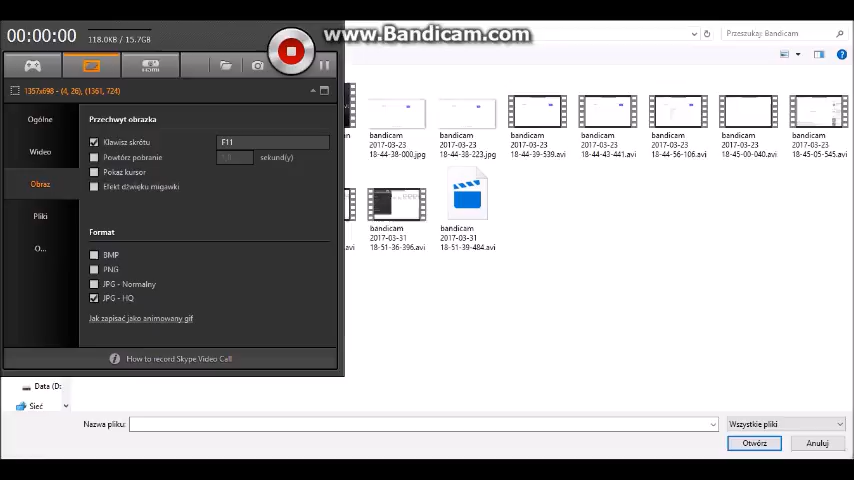 00:00:00
118.0KB / 15.7GB
www.Bandicam.com
Przeszukaj: Bandicam
HDMI
1357x698 - (4, 26), (1361, 724)
Ogólne
Wideo
Obraz
Pliki
O...
Przechwyt obrazka
Klawisz skrótu
F11
Powtórz pobranie
1,0
sekund(y)
Pokaż kursor
Efekt dźwięku migawki
Format
BMP
PNG
JPG - Normalny
JPG - HQ
Jak zapisać jako animowany gif
How to record Skype Video Call
bandicam
2017-03-23
18-44-38-000.jpg
bandicam
2017-03-23
18-44-38-223.jpg
bandicam
2017-03-23
18-44-39-539.avi
bandicam
2017-03-23
18-44-43-441.avi
bandicam
2017-03-23
18-44-56-106.avi
bandicam
2017-03-23
18-45-00-040.avi
bandicam
2017-03-23
18-45-05-545.avi
bandicam
2017-03-31
18-51-36-396.avi
bandicam
2017-03-31
18-51-39-484.avi
Data (D:
Sieć
Nazwa pliku:
Wszystkie pliki
Otwórz
Anuluj